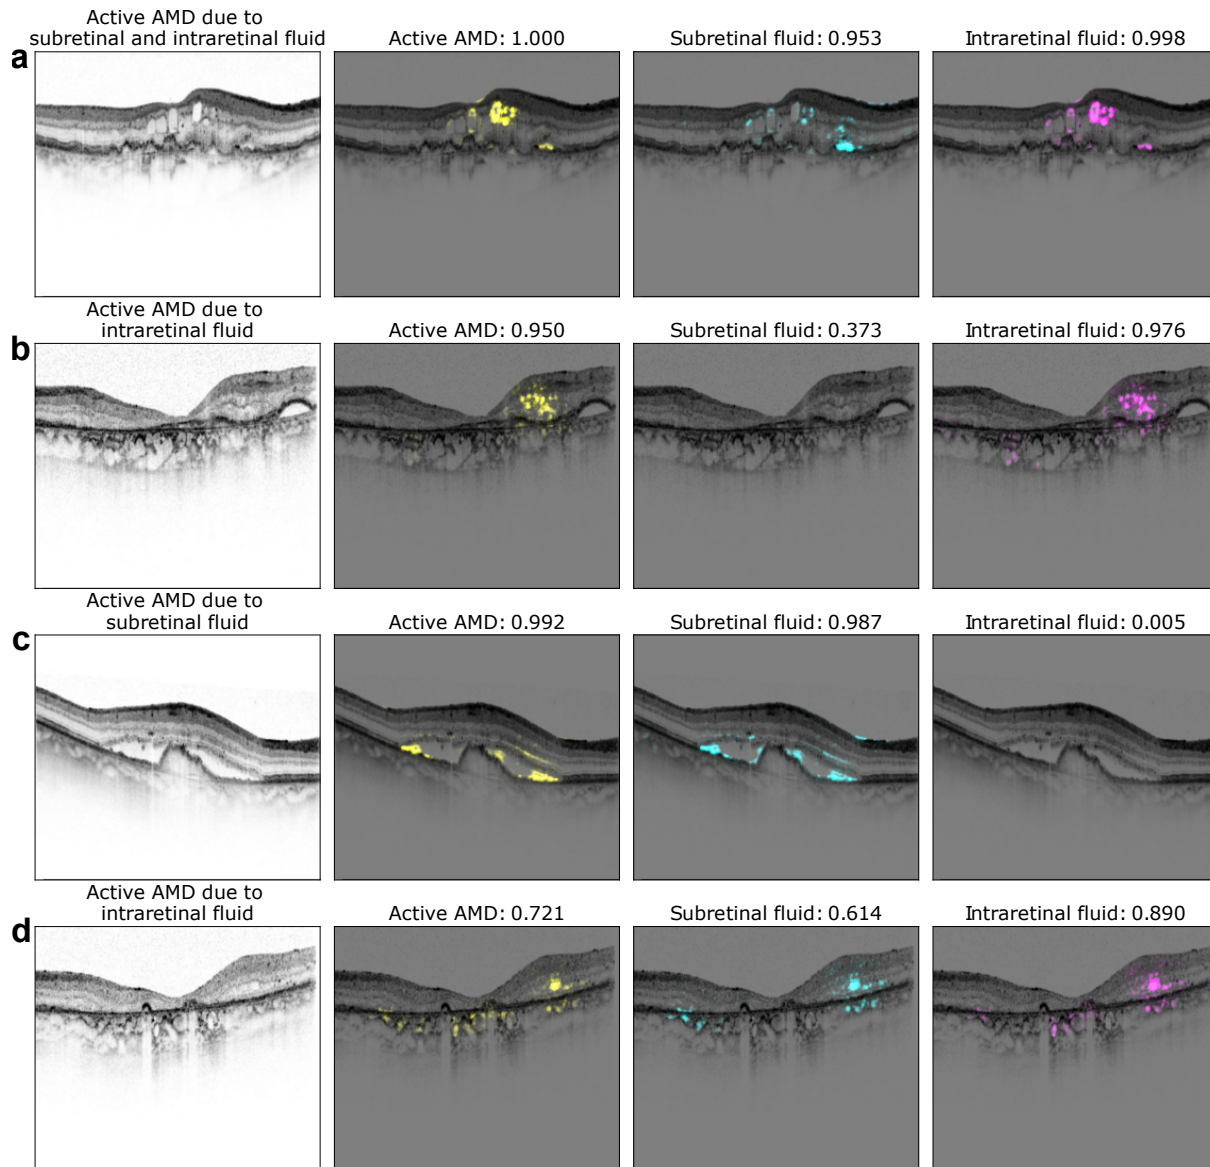 Active AMD due to
subretinal and intraretinal fluid
Active AMD: 1.000
Subretinal fluid: 0.953
Intraretinal fluid: 0.998
a
Active AMD due to
intraretinal fluid
Active AMD: 0.950
Subretinal fluid: 0.373
Intraretinal fluid: 0.976
b
Active AMD due to
subretinal fluid
Active AMD: 0.992
Subretinal fluid: 0.987
Intraretinal fluid: 0.005
c
Active AMD due to
intraretinal fluid
Active AMD: 0.721
Subretinal fluid: 0.614
Intraretinal fluid: 0.890
d